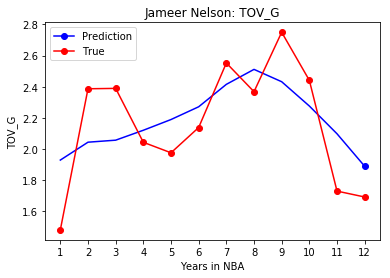 Jameer Nelson: TOV_G
Prediction
True
2.8
2.6
2.4
2.2
2.0
1.8
1.6
TOV_G
1 2 3 4 5 6 7 8 9 10 11 12
Years in NBA